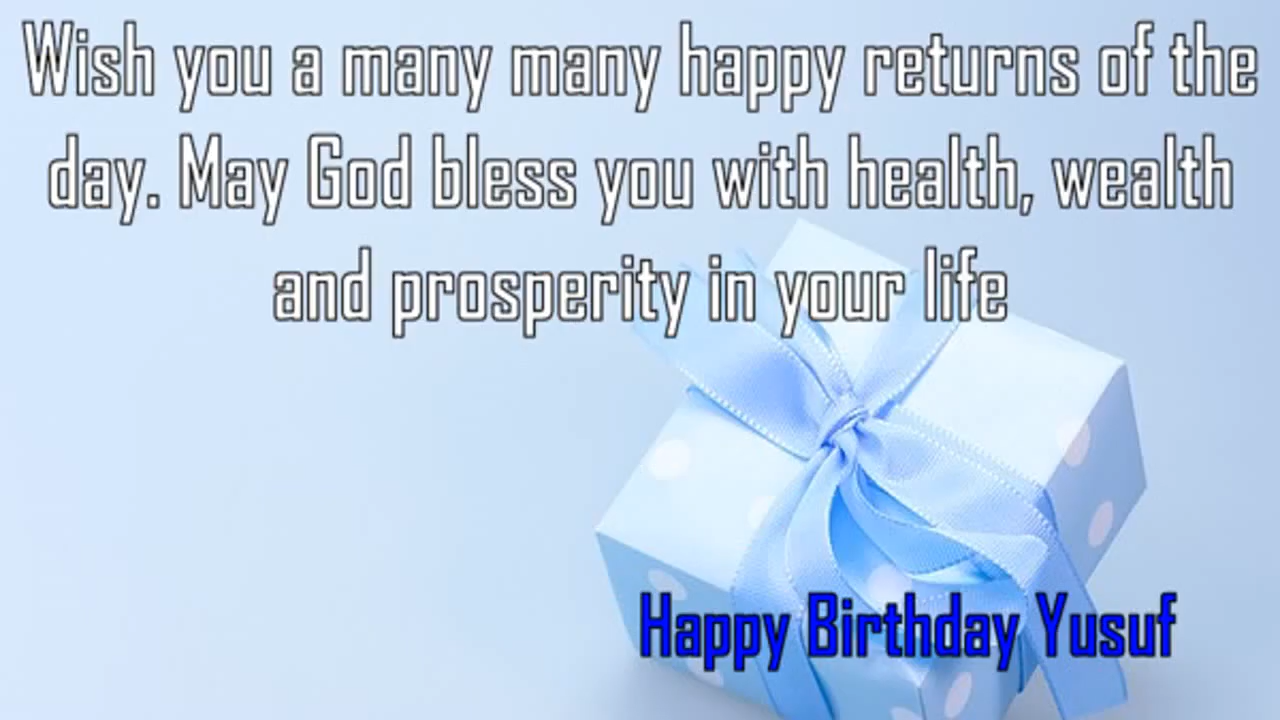 Wish you a many many happy returns of the
day. May God bless you with health, wealth
and prosperity in your life
Happy Birthday Yusuf